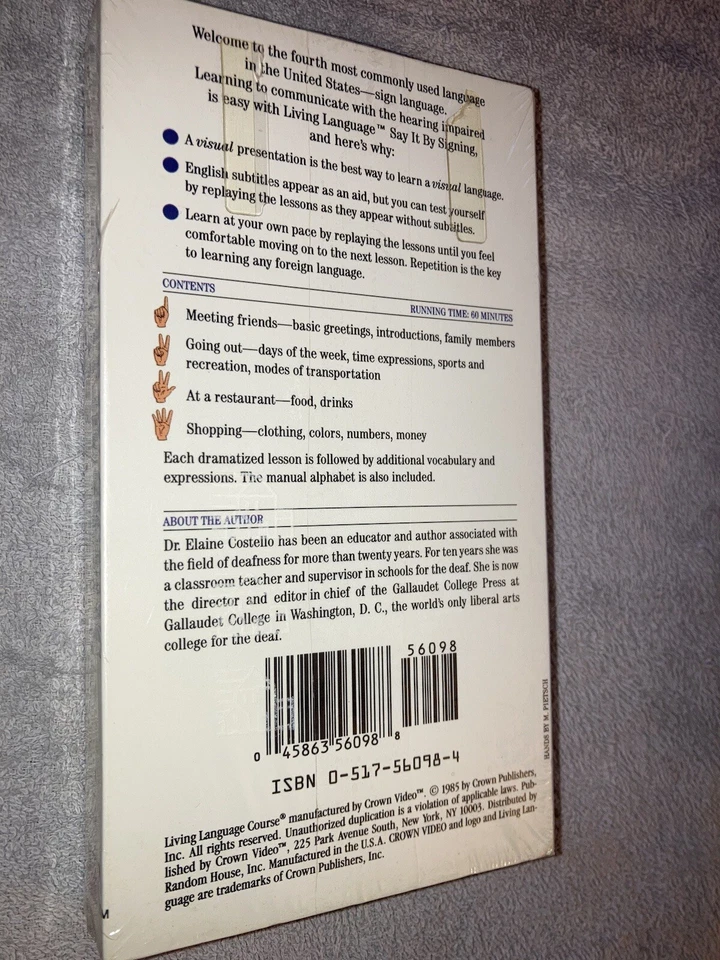 Welcome to the fourth most commonly used language
in the United States—sign language.
Learning to communicate with the hearing impaired
is easy with Living Language™ Say It By Signing,
and here's why:
A visual presentation is the best way to learn a visual language.
English subtitles appear as an aid, but you can test yourself
by replaying the lessons as they appear without subtitles.
Learn at your own pace by replaying the lessons until you feel
comfortable moving on to the next lesson. Repetition is the key
to learning any foreign language.
CONTENTS
RUNNING TIME: 60 MINUTES
Meeting friends—basic greetings, introductions, family members
Going out—days of the week, time expressions, sports and
recreation, modes of transportation
At a restaurant—food, drinks
Shopping—clothing, colors, numbers, money
Each dramatized lesson is followed by additional vocabulary and
expressions. The manual alphabet is also included.
ABOUT THE AUTHOR
Dr. Elaine Costello has been an educator and author associated with
the field of deafness for more than twenty years. For ten years she was
a classroom teacher and supervisor in schools for the deaf. She is now
the director and editor in chief of the Gallaudet College Press at
Gallaudet College in Washington, D. C., the world's only liberal arts
college for the deaf.
56098
0 45863 56098 8
ISBN 0-517-56098-4
HANDS BY M. PIETSCH
Living Language Course® manufactured by Crown Video™. © 1985 by Crown Publishers,
Inc. All rights reserved. Unauthorized duplication is a violation of applicable laws. Pub-
lished by Crown Video™, 225 Park Avenue South, New York, NY 10003. Distributed by
Random House, Inc. Manufactured in the U.S.A. CROWN VIDEO and logo and Living Lan-
guage are trademarks of Crown Publishers, Inc.
M